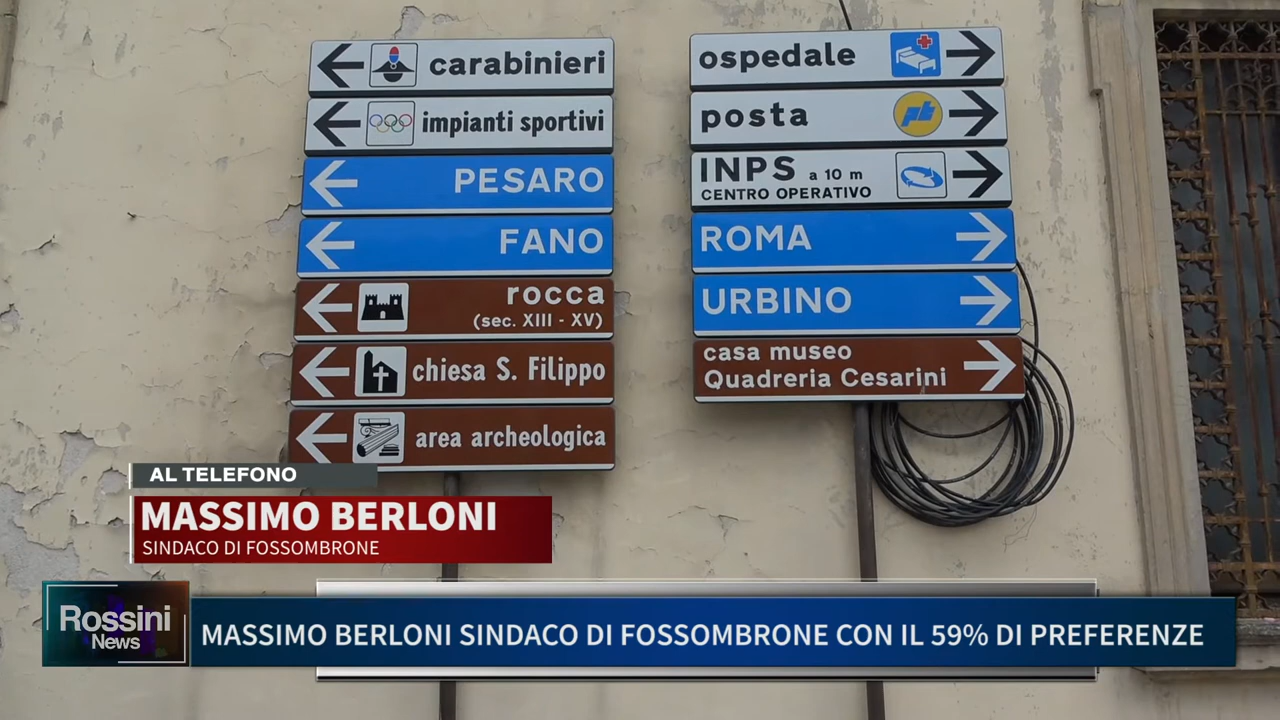 carabinieri
impianti sportivi
PESARO
FANO
rocca
(sec. XIII - XV)
chiesa S. Filippo
area archeologica
ospedale
posta
INPS a 10 m
CENTRO OPERATIVO
ROMA
URBINO
casa museo
Quadreria Cesarini
AL TELEFONO
MASSIMO BERLONI
SINDACO DI FOSSOMBRONE
Rossini
News
MASSIMO BERLONI SINDACO DI FOSSOMBRONE CON IL 59% DI PREFERENZE